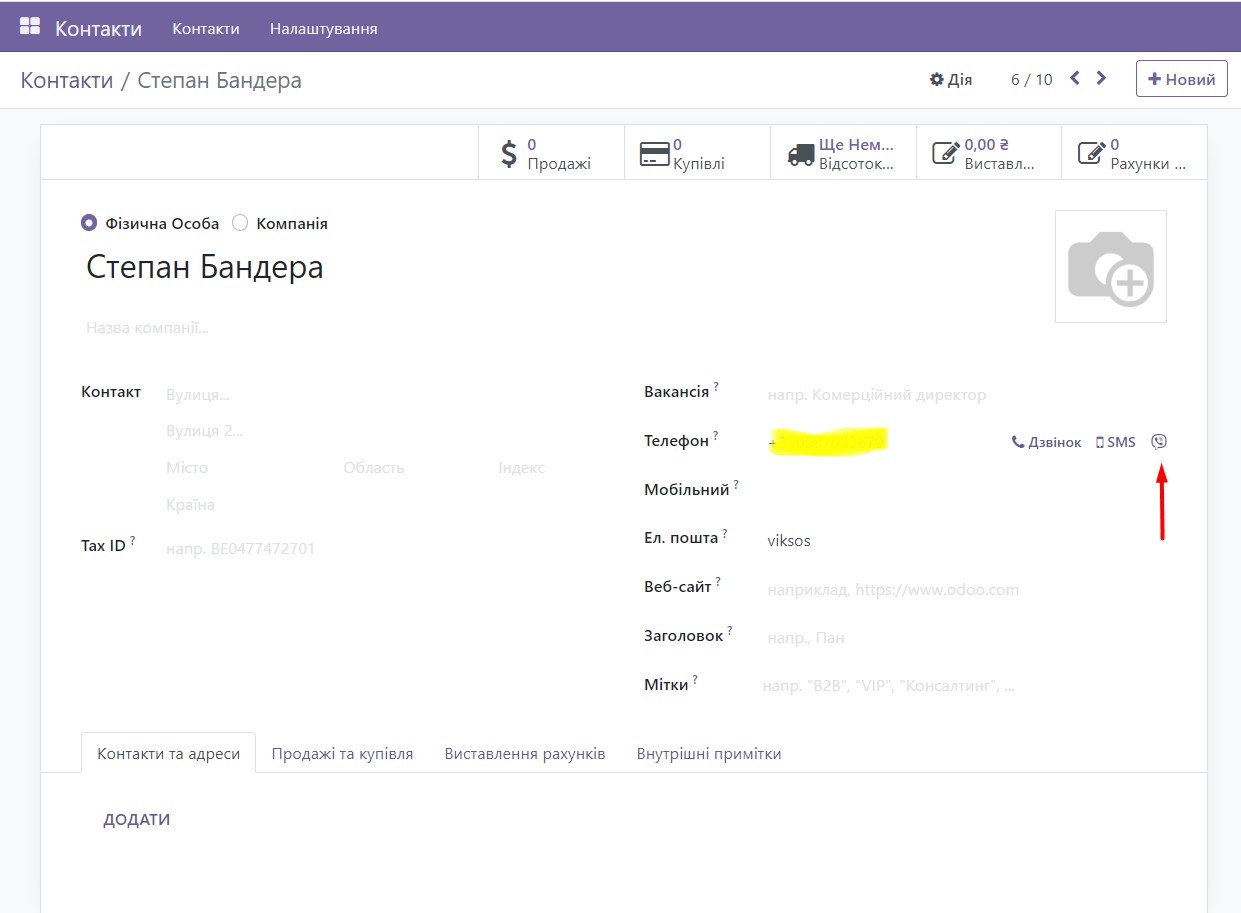 Контакти Контакти Налаштування
Контакти / Степан Бандера Дія 6 / 10 Новий
0 Продажі
0 Купівлі
Ще Нем... Відсоток...
0,00 ₴ Виставл...
0 Рахунки ...
Фізична Особа Компанія
Степан Бандера
Назва компанії...
Контакт Вулиця...
Вулиця 2...
Місто Область Індекс
Країна
Tax ID ? напр. BE0477472701
Вакансія ? напр. Комерційний директор
Телефон ? Дзвінок SMS
Мобільний ?
Ел. пошта ? viksos
Веб-сайт ? наприклад, https://www.odoo.com
Заголовок ? напр., Пан
Мітки ? напр. "B2B", "VIP", "Консалтинг", ...
Контакти та адреси Продажі та купівля Виставлення рахунків Внутрішні примітки
ДОДАТИ